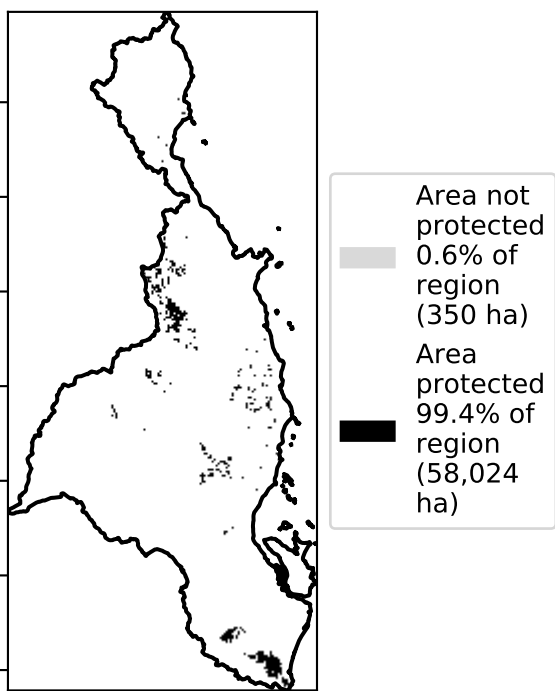 Area not
protected
0.6% of
region
(350 ha)
Area
protected
99.4% of
region
(58,024
ha)